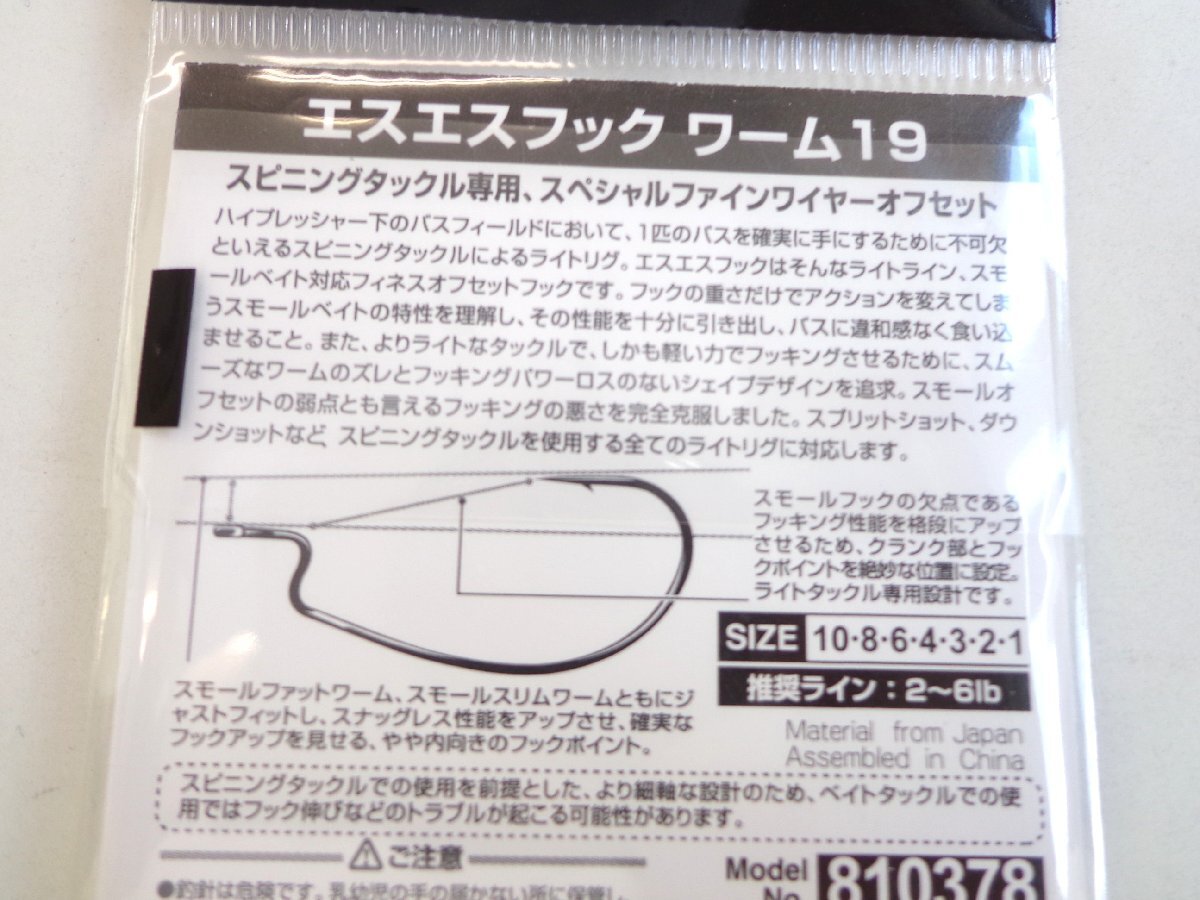 エスエスフック ワーム19
スピニングタックル専用、スペシャルファインワイヤーオフセット
ハイプレッシャー下のバスフィールドにおいて、1匹のバスを確実に手にするために不可欠
といえるスピニングタックルによるライトリグ。エスエスフックはそんなライトライン、スモ
ールベイト対応フィネスオフセットフックです。フックの重さだけでアクションを変えてしま
うスモールベイトの特性を理解し、その性能を十分に引き出し、バスに違和感なく食い込
ませること。また、よりライトなタックルで、しかも軽い力でフッキングさせるために、スム
ーズなワームのズレとフッキングパワーロスのないシェイプデザインを追求。スモールオ
フセットの弱点とも言えるフッキングの悪さを完全克服しました。スプリットショット、ダウ
ンショットなど スピニングタックルを使用する全てのライトリグに対応します。
スモールフックの欠点である
フッキング性能を格段にアップ
させるため、クランク部とフッ
クポイントを絶妙な位置に設定。
ライトタックル専用設計です。
SIZE 10・8・6・4・3・2・1
推奨ライン：2〜6lb
Material from Japan
Assembled in China
スモールファットワーム、スモールスリムワームともにジ
ャストフィットし、スナッグレス性能をアップさせ、確実な
フックアップを見せる、やや内向きのフックポイント。
スピニングタックルでの使用を前提とした、より細軸な設計のため、ベイトタックルでの使
用ではフック伸びなどのトラブルが起こる可能性があります。
⚠ご注意
●釣針は危険です。乳幼児の手の届かない所に保管し、
Model
No. 810378